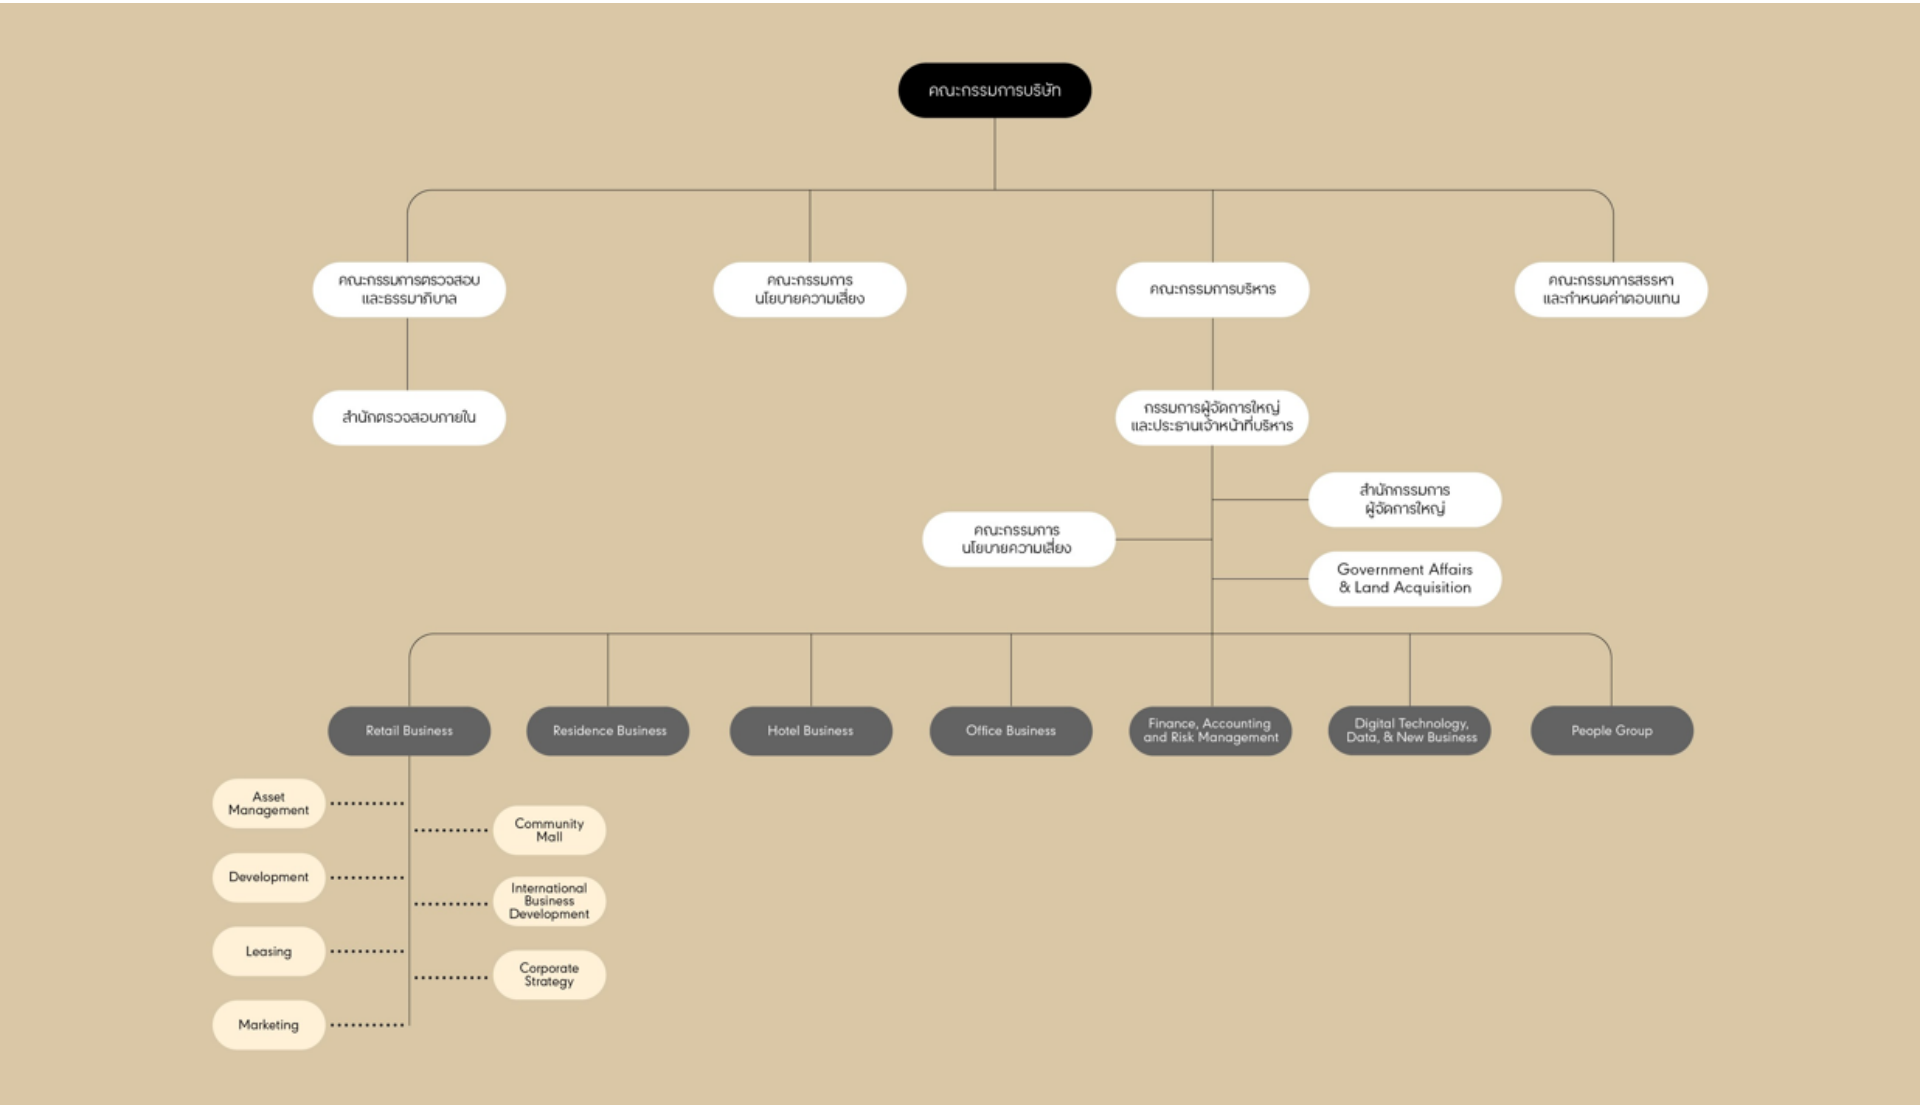 คณะกรรมการบริษัท
คณะกรรมการตรวจสอบ
และธรรมาภิบาล
คณะกรรมการ
นโยบายความเสี่ยง
คณะกรรมการบริหาร
คณะกรรมการสรรหา
และกำหนดค่าตอบแทน
สำนักตรวจสอบภายใน
กรรมการผู้จัดการใหญ่
และประธานเจ้าหน้าที่บริหาร
สำนักกรรมการ
ผู้จัดการใหญ่
คณะกรรมการ
นโยบายความเสี่ยง
Government Affairs
& Land Acquisition
Retail Business
Residence Business
Hotel Business
Office Business
Finance, Accounting
and Risk Management
Digital Technology,
Data, & New Business
People Group
Asset
Management
Community
Mall
Development
International
Business
Development
Leasing
Corporate
Strategy
Marketing